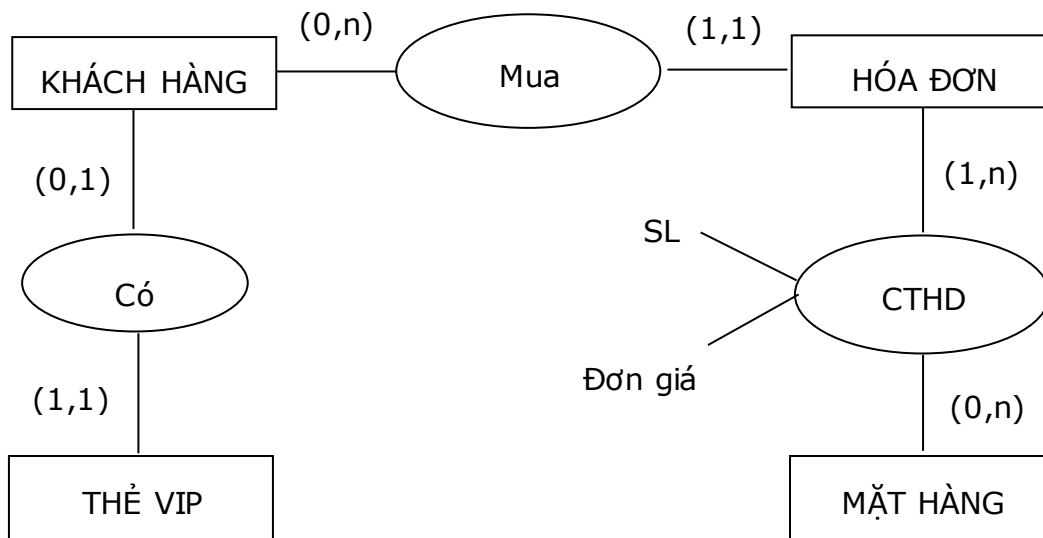 (0,n)
(1,1)
KHÁCH HÀNG
Mua
HÓA ĐƠN
(0,1)
(1,n)
SL
Có
CTHD
Đơn giá
(1,1)
(0,n)
THẺ VIP
MẶT HÀNG